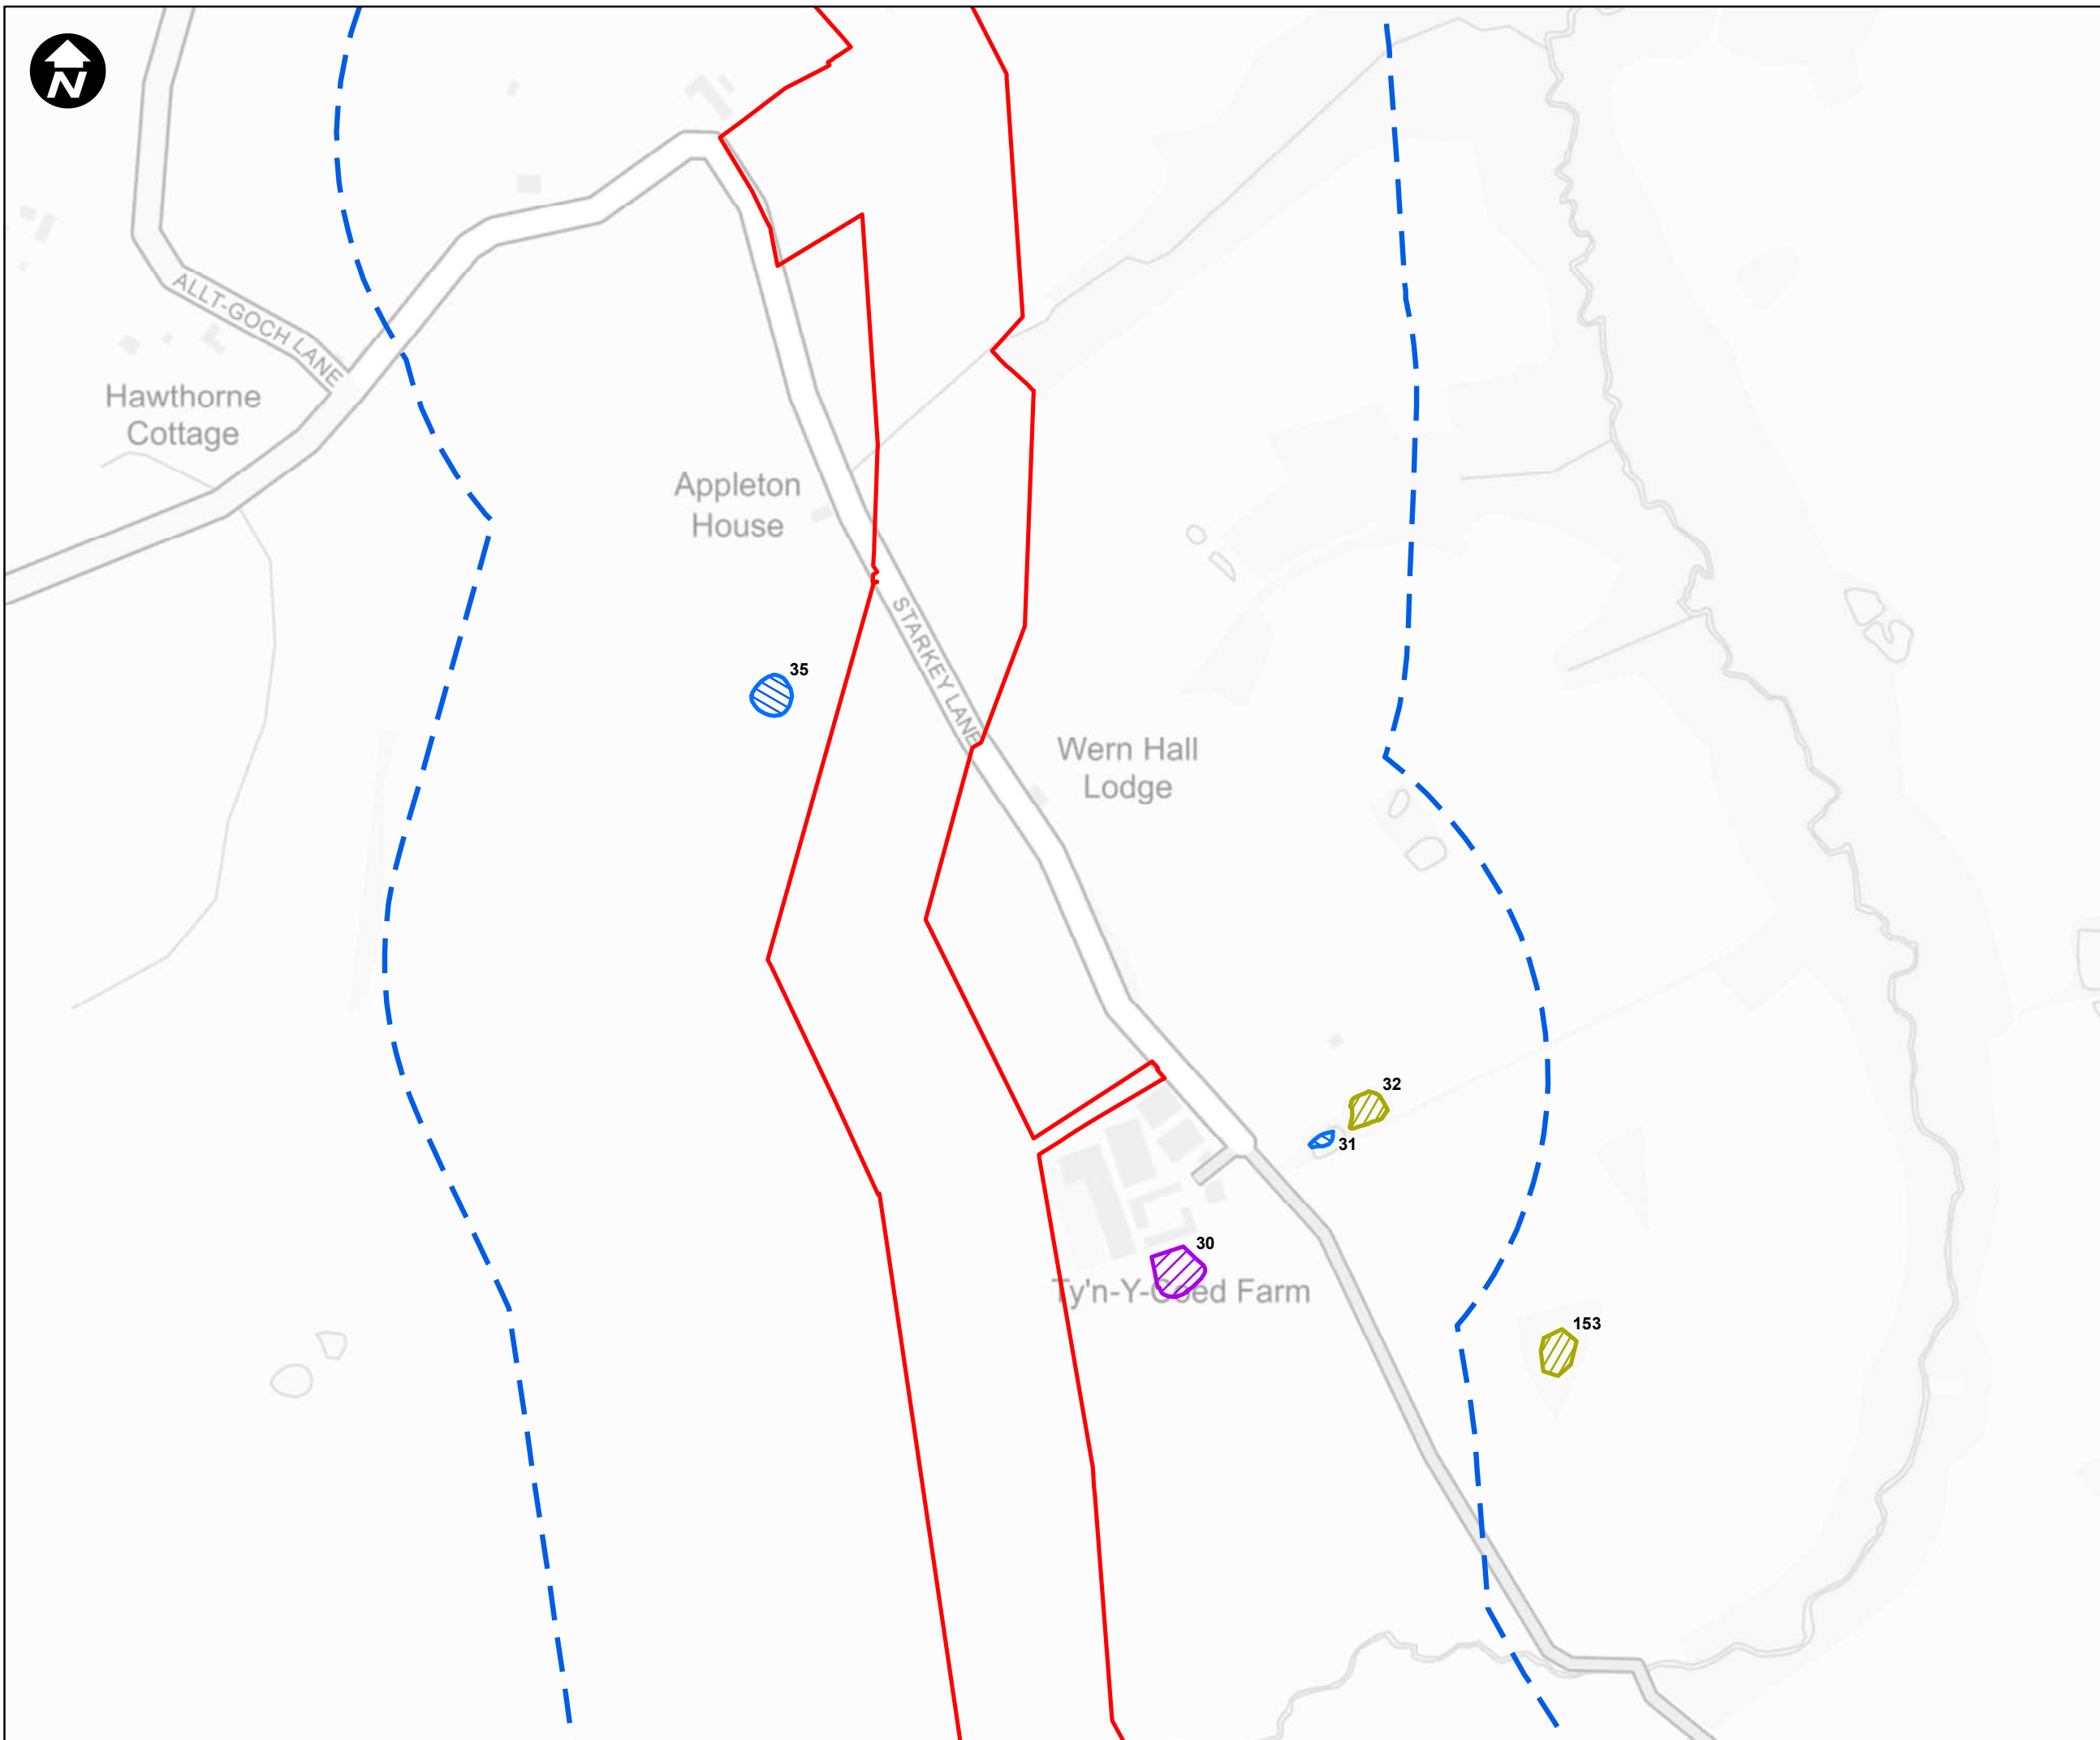 N
ALLT-GOCH LANE
Hawthorne
Cottage
Appleton
House
STARKEY LANE
35
Wern Hall
Lodge
32
31
30
Ty'n-Y-Coed Farm
153